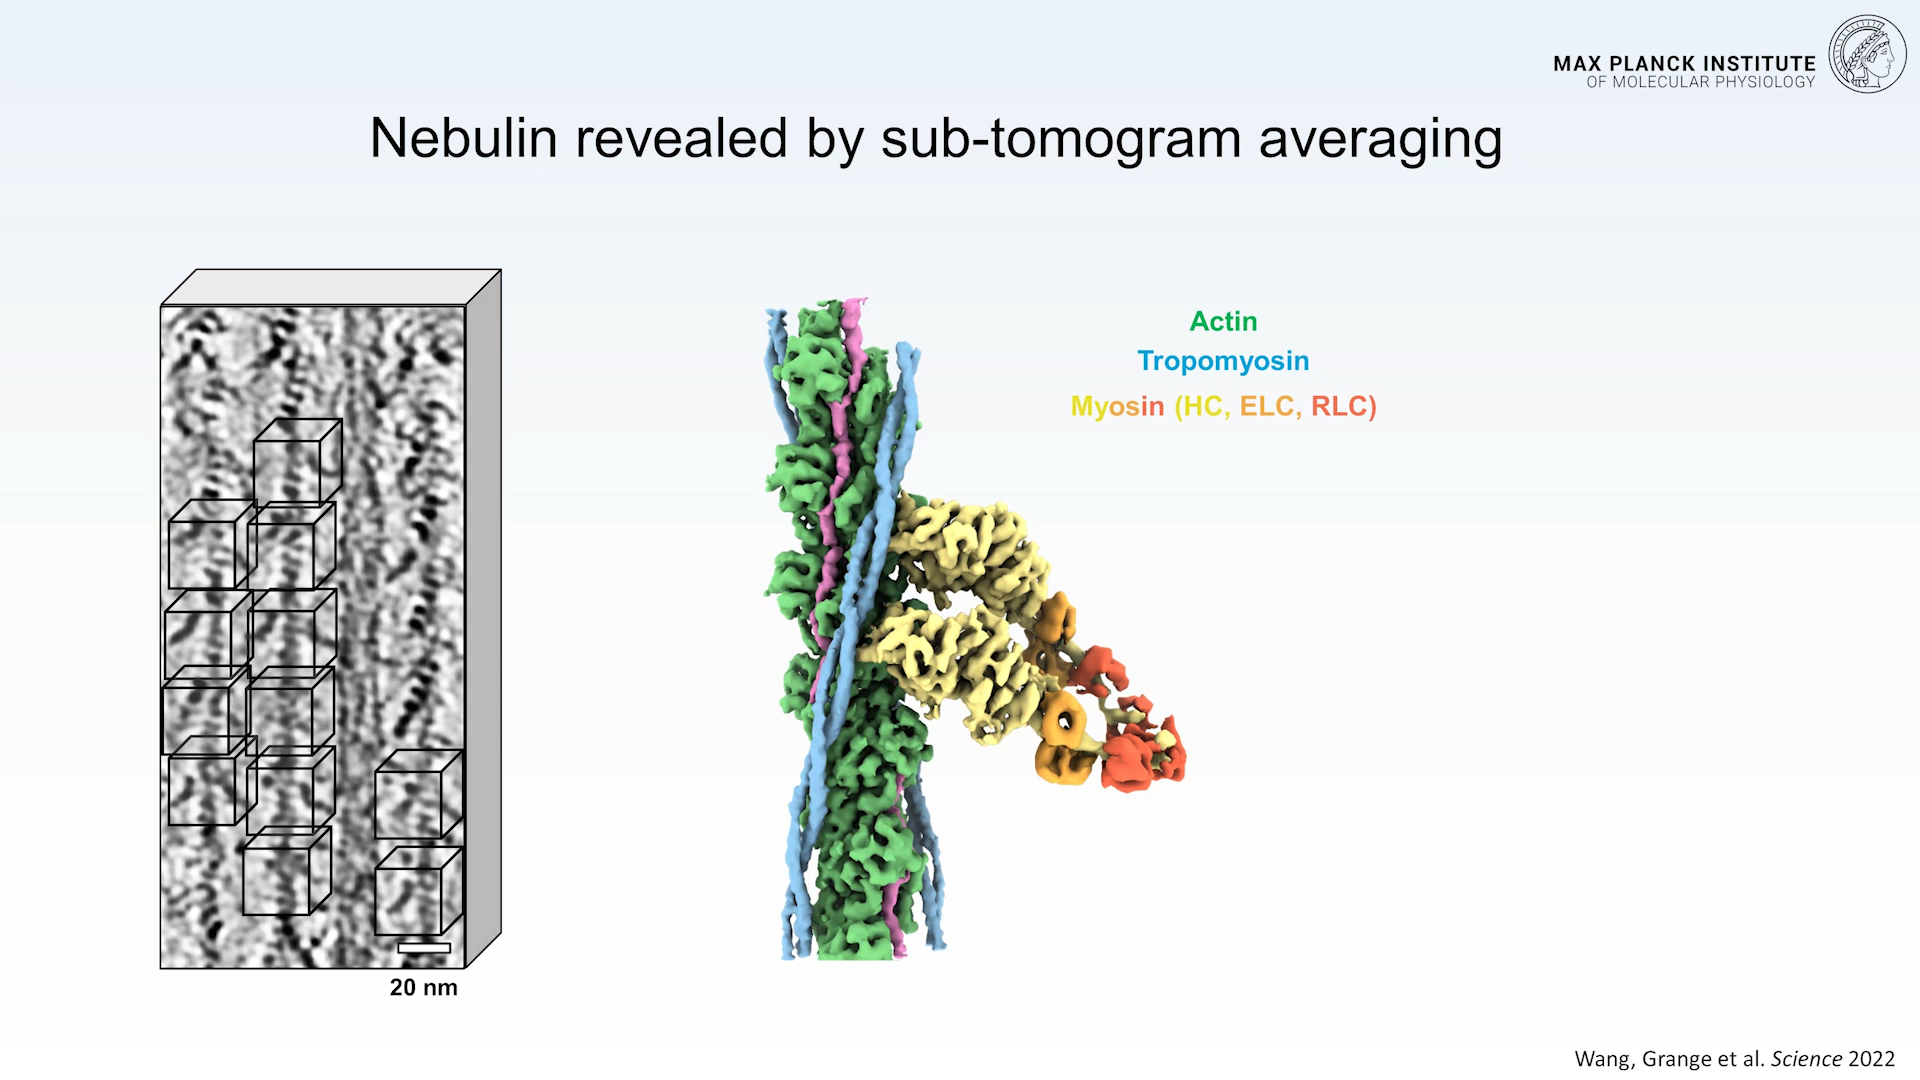 MAX PLANCK INSTITUTE
OF MOLECULAR PHYSIOLOGY
Nebulin revealed by sub-tomogram averaging
Actin
Tropomyosin
Myosin (HC, ELC, RLC)
20 nm
Wang, Grange et al. Science 2022